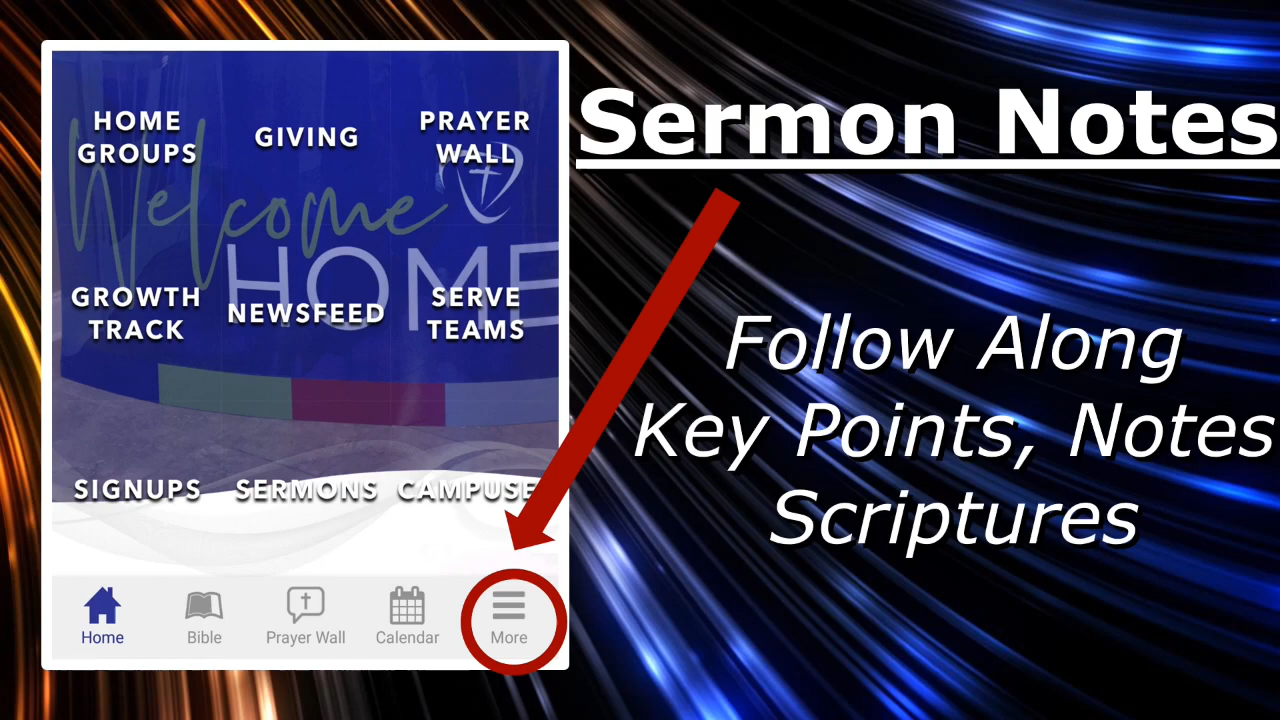 HOME
GROUPS
GIVING
PRAYER
WALL
Welcome
HOME
GROWTH
TRACK
NEWSFEED
SERVE
TEAMS
SIGNUPS
SERMONS
CAMPUSE
Home
Bible
Prayer Wall
Calendar
More
Sermon Notes
Follow Along
Key Points, Notes
Scriptures